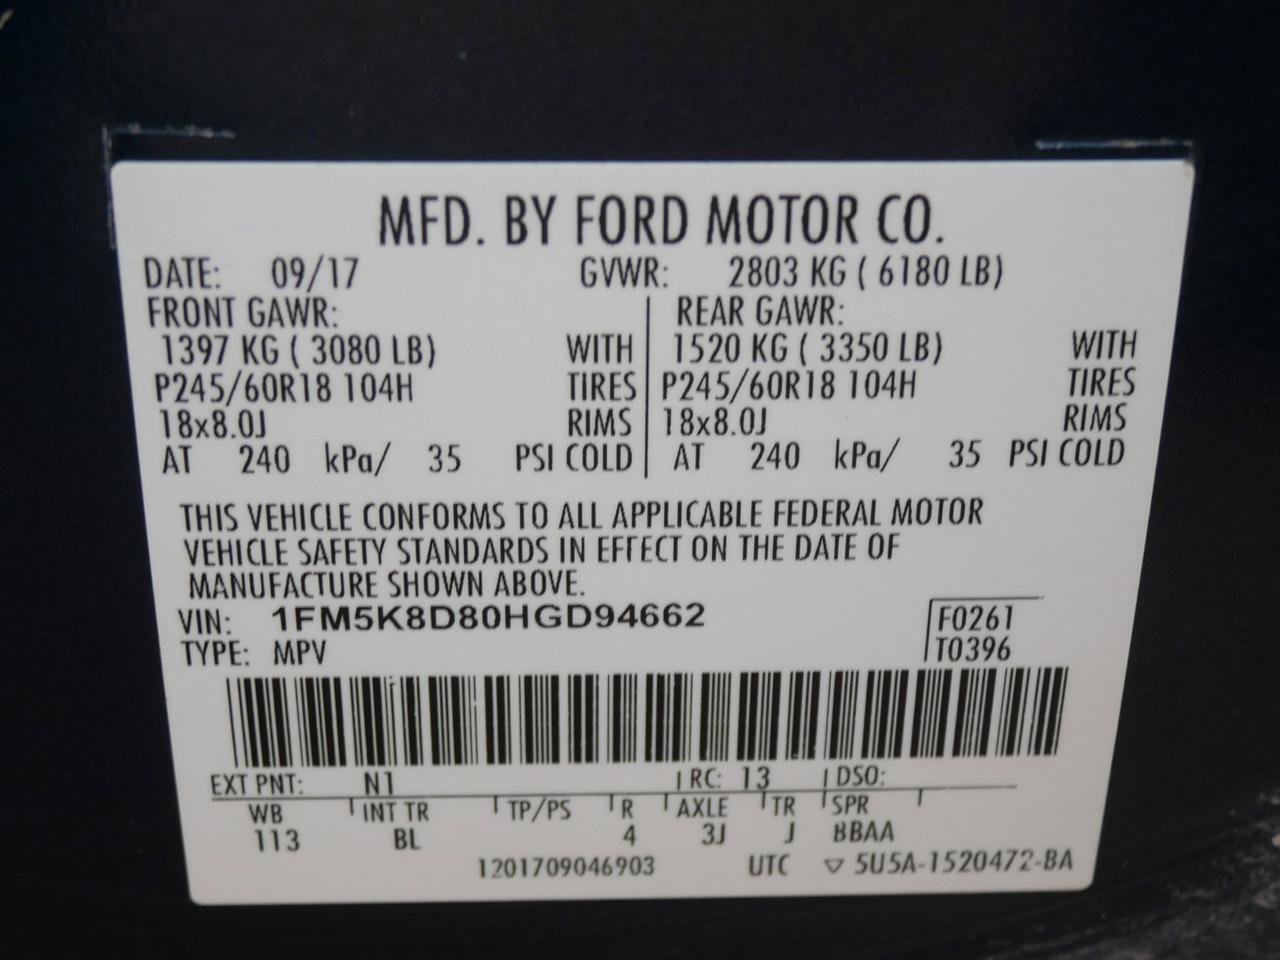 MFD. BY FORD MOTOR CO.
DATE: 09/17 GVWR: 2803 KG ( 6180 LB)
FRONT GAWR: REAR GAWR:
1397 KG ( 3080 LB) WITH 1520 KG ( 3350 LB) WITH
P245/60R18 104H TIRES P245/60R18 104H TIRES
18x8.0J RIMS 18x8.0J RIMS
AT 240 kPa/ 35 PSI COLD AT 240 kPa/ 35 PSI COLD
THIS VEHICLE CONFORMS TO ALL APPLICABLE FEDERAL MOTOR
VEHICLE SAFETY STANDARDS IN EFFECT ON THE DATE OF
MANUFACTURE SHOWN ABOVE.
VIN: 1FM5K8D80HGD94662 F0261
TYPE: MPV T0396
EXT PNT: N1 RC: 13 DSO:
WB INT TR TP/PS R AXLE TR SPR
113 BL 4 3J J BBAA
1201709046903 UTC ▽ 5U5A-1520472-BA